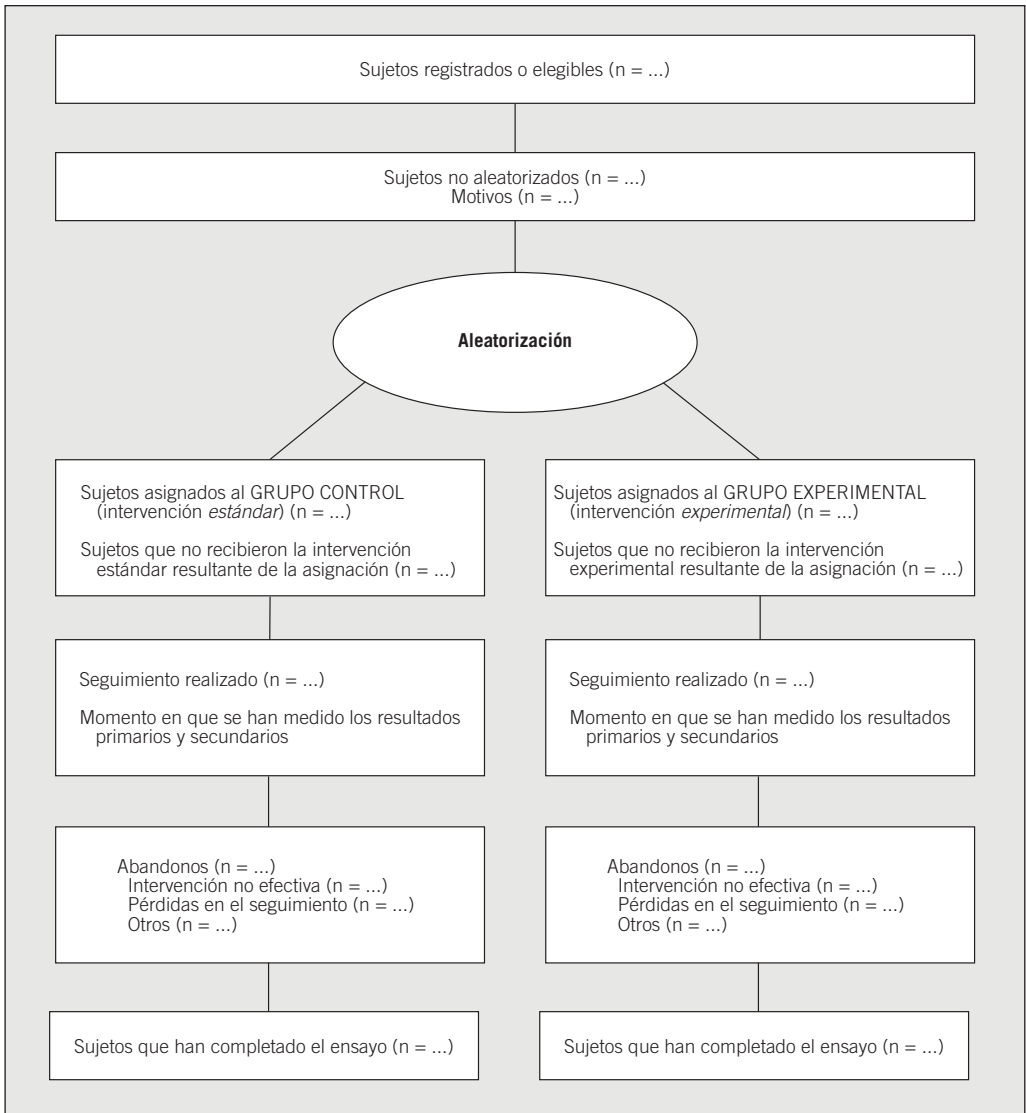 Sujetos registrados o elegibles (n = ...)
Sujetos no aleatorizados (n = ...)
Motivos (n = ...)
Aleatorización
Sujetos asignados al GRUPO CONTROL
(intervención estándar) (n = ...)
Sujetos que no recibieron la intervención
estándar resultante de la asignación (n = ...)
Seguimiento realizado (n = ...)
Momento en que se han medido los resultados
primarios y secundarios
Abandonos (n = ...)
Intervención no efectiva (n = ...)
Pérdidas en el seguimiento (n = ...)
Otros (n = ...)
Sujetos que han completado el ensayo (n = ...)
Sujetos asignados al GRUPO EXPERIMENTAL
(intervención experimental) (n = ...)
Sujetos que no recibieron la intervención
experimental resultante de la asignación (n = ...)
Seguimiento realizado (n = ...)
Momento en que se han medido los resultados
primarios y secundarios
Abandonos (n = ...)
Intervención no efectiva (n = ...)
Pérdidas en el seguimiento (n = ...)
Otros (n = ...)
Sujetos que han completado el ensayo (n = ...)